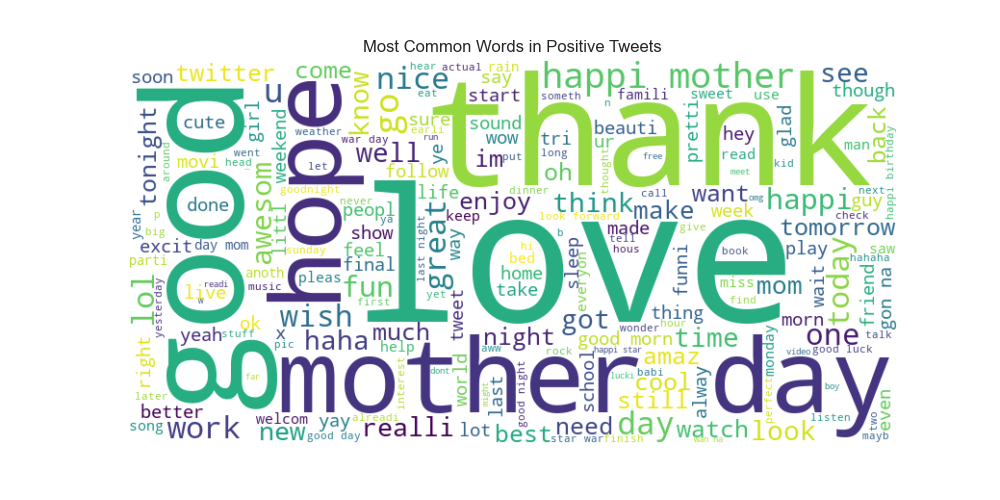 Most Common Words in Positive Tweets
soon
twitter
come
nice
hear
actual
rain
say
happi mother
see
though
u
know
go
eat
start
someth
n
famili
sweet
use
good
cute
tonight
girl
weekend
hope
weather
war day
sure
early
run
thank
sound
wow
put
tri
long
beauti
ur
free
pretti
hey
read
meet
glad
kid
man
back
happi birthday
around
movi
went
head
let
well
follow
ye
im
oh
thought
awesom
goodnight
never
life
dinner
enjoy
think
call
want
omg
happi
next
guy
check
year
p
big
done
littl
peopl
ya
keep
look forward
make
week
give
tomorrow
excit
day mom
show
great
way
love
b
made
tell
hous
funni
book
play
saw
hahaha
parti
anoth
sunday
feel
last night
hi
bed
sleep
everyon
miss
mom
wait
today
friend
gon na
lol
yesterday
live
readi
w
music
pleas
final
fun
first
yet
home
take
find
yeah
stuff
ok
x
pic
wish
haha
much
tweet
night
got
good morn
wonder
thing
hour
time
morn
one
talk
good luck
right
later
far
help
aww
rock
happi star
amaz
monday
video
mother day
interest
dont
world
last
might
good night
school
babi
lucki
cool
still
alway
perfect
boy
better
song
work
welcom
new
good day
yay
alreadi
realli
lot
best
star war
finish
need
wan na
day
watch
look
listen
mayb
two
even